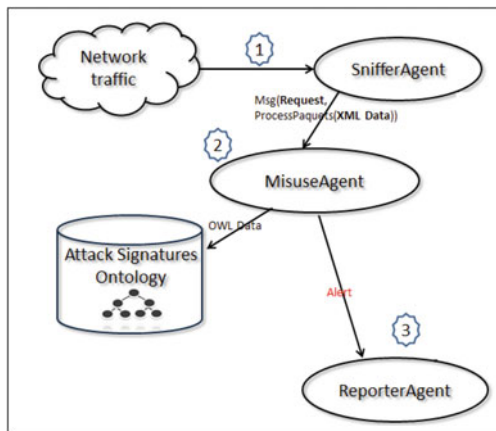 Network
traffic
1
SnifferAgent
Msg(Request,
ProcessPaquets(XML Data))
2
MisuseAgent
OWL Data
Attack Signatures
Ontology
Alert
3
ReporterAgent